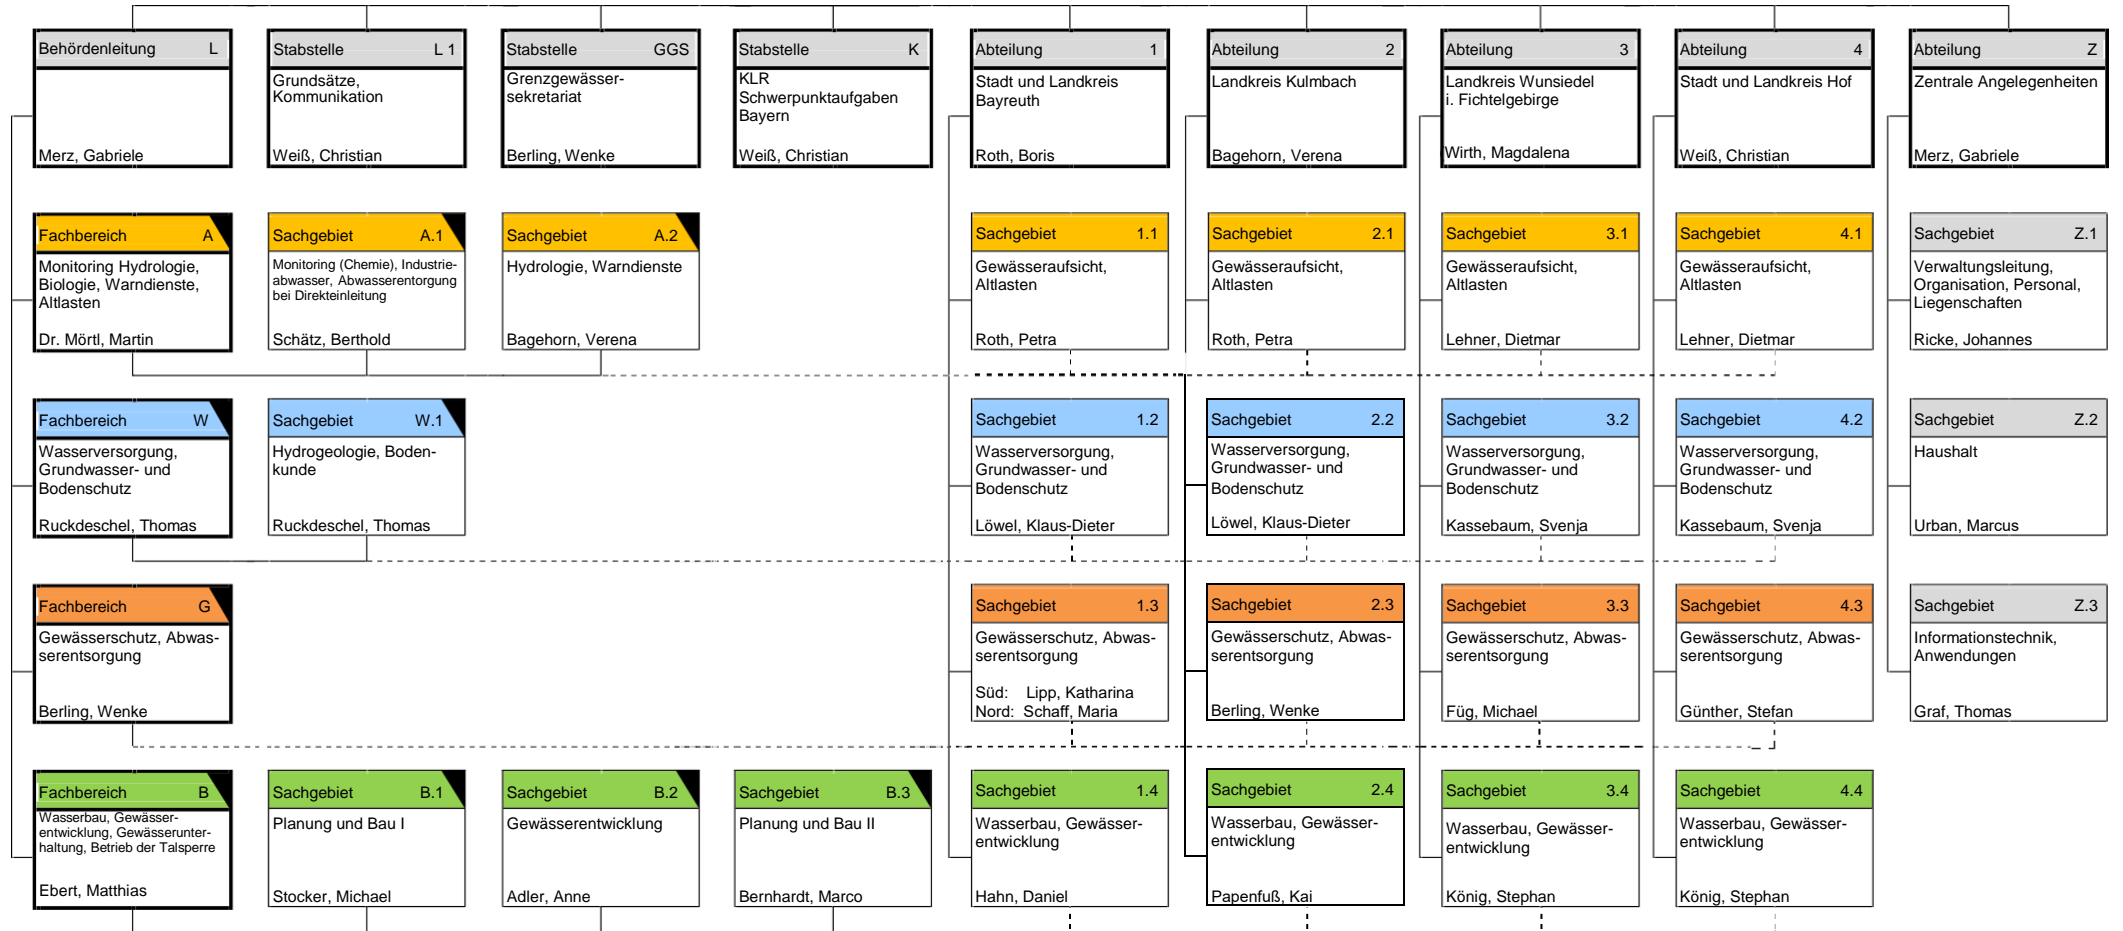 Behördenleitung L
Merz, Gabriele
Stabstelle L 1
Grundsätze,
Kommunikation
Weiß, Christian
Stabstelle GGS
Grenzgewässer-
sekretariat
Berling, Wenke
Stabstelle K
KLR
Schwerpunktaufgaben
Bayern
Weiß, Christian
Abteilung 1
Stadt und Landkreis
Bayreuth
Roth, Boris
Abteilung 2
Landkreis Kulmbach
Bagehorn, Verena
Abteilung 3
Landkreis Wunsiedel
i. Fichtelgebirge
Wirth, Magdalena
Abteilung 4
Stadt und Landkreis Hof
Weiß, Christian
Abteilung Z
Zentrale Angelegenheiten
Merz, Gabriele
Fachbereich A
Monitoring Hydrologie,
Biologie, Warndienste,
Altlasten
Dr. Mörtl, Martin
Sachgebiet A.1
Monitoring (Chemie), Industrie-
abwasser, Abwasserentorgung
bei Direkteinleitung
Schätz, Berthold
Sachgebiet A.2
Hydrologie, Warndienste
Bagehorn, Verena
Sachgebiet 1.1
Gewässeraufsicht,
Altlasten
Roth, Petra
Sachgebiet 2.1
Gewässeraufsicht,
Altlasten
Roth, Petra
Sachgebiet 3.1
Gewässeraufsicht,
Altlasten
Lehner, Dietmar
Sachgebiet 4.1
Gewässeraufsicht,
Altlasten
Lehner, Dietmar
Sachgebiet Z.1
Verwaltungsleitung,
Organisation, Personal,
Liegenschaften
Ricke, Johannes
Fachbereich W
Wasserversorgung,
Grundwasser- und
Bodenschutz
Ruckdeschel, Thomas
Sachgebiet W.1
Hydrogeologie, Boden-
kunde
Ruckdeschel, Thomas
Sachgebiet 1.2
Wasserversorgung,
Grundwasser- und
Bodenschutz
Löwel, Klaus-Dieter
Sachgebiet 2.2
Wasserversorgung,
Grundwasser- und
Bodenschutz
Löwel, Klaus-Dieter
Sachgebiet 3.2
Wasserversorgung,
Grundwasser- und
Bodenschutz
Kassebaum, Svenja
Sachgebiet 4.2
Wasserversorgung,
Grundwasser- und
Bodenschutz
Kassebaum, Svenja
Sachgebiet Z.2
Haushalt
Urban, Marcus
Fachbereich G
Gewässerschutz, Abwas-
serentsorgung
Berling, Wenke
Sachgebiet 1.3
Gewässerschutz, Abwas-
serentsorgung
Süd: Lipp, Katharina
Nord: Schaff, Maria
Sachgebiet 2.3
Gewässerschutz, Abwas-
serentsorgung
Berling, Wenke
Sachgebiet 3.3
Gewässerschutz, Abwas-
serentsorgung
Füg, Michael
Sachgebiet 4.3
Gewässerschutz, Abwas-
serentsorgung
Günther, Stefan
Sachgebiet Z.3
Informationstechnik,
Anwendungen
Graf, Thomas
Fachbereich B
Wasserbau, Gewässer-
entwicklung, Gewässerunter-
haltung, Betrieb der Talsperre
Ebert, Matthias
Sachgebiet B.1
Planung und Bau I
Stocker, Michael
Sachgebiet B.2
Gewässerentwicklung
Adler, Anne
Sachgebiet B.3
Planung und Bau II
Bernhardt, Marco
Sachgebiet 1.4
Wasserbau, Gewässer-
entwicklung
Hahn, Daniel
Sachgebiet 2.4
Wasserbau, Gewässer-
entwicklung
Papenfuß, Kai
Sachgebiet 3.4
Wasserbau, Gewässer-
entwicklung
König, Stephan
Sachgebiet 4.4
Wasserbau, Gewässer-
entwicklung
König, Stephan